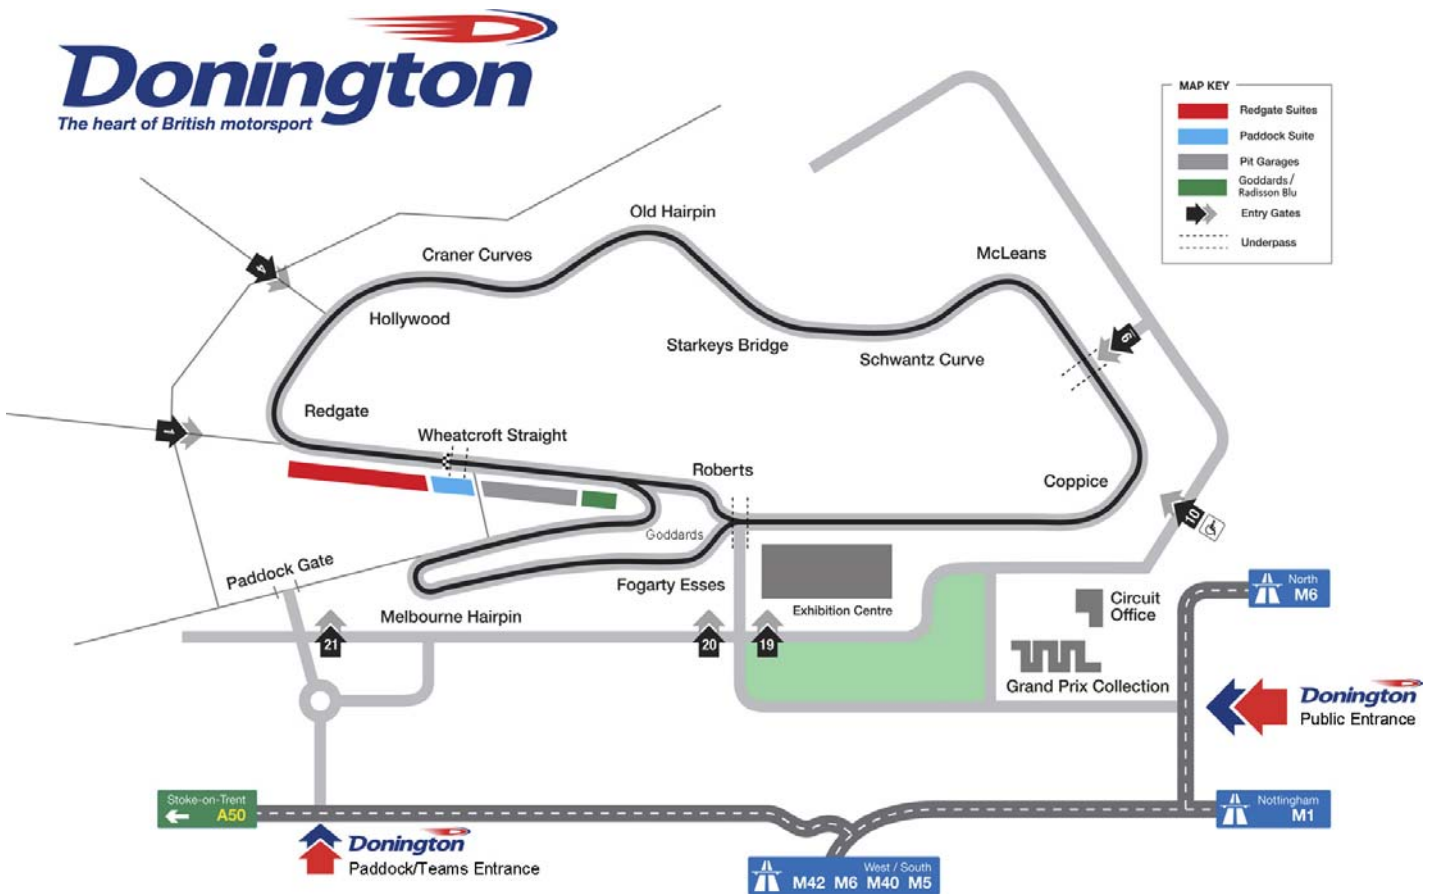 Donington
The heart of British motorsport
MAP KEY
Redgate Suites
Paddock Suite
Pit Garages
Goddards /
Radisson Blu
Entry Gates
Underpass
Old Hairpin
Craner Curves
McLeans
4
Hollywood
Starkeys Bridge
Schwantz Curve
6
Redgate
1
Wheatcroft Straight
Roberts
Coppice
10
Goddards
Paddock Gate
Fogarty Esses
Melbourne Hairpin
Exhibition Centre
Circuit
Office
21
20
19
Grand Prix Collection
North
M6
Donington
Public Entrance
Stoke-on-Trent
A50
Nottingham
M1
Donington
Paddock/Teams Entrance
West / South
M42 M6 M40 M5